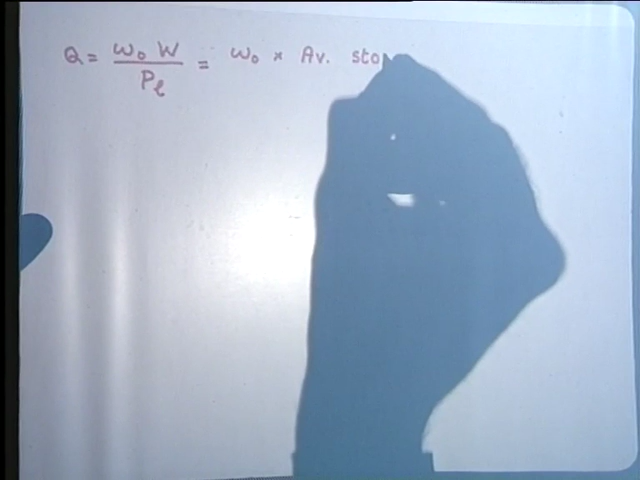 Q = ω₀ W / Pℓ = ω₀ × Av. sto